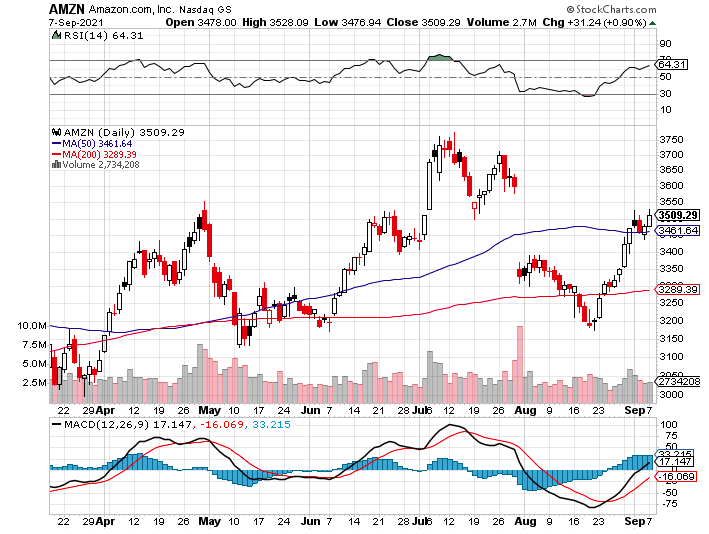 AMZN Amazon.com, Inc. Nasdaq GS © StockCharts.com
7-Sep-2021 Open 3478.00 High 3528.09 Low 3476.94 Close 3509.29 Volume 2.7M Chg +31.24 (+0.90%)
RSI(14) 64.31
90
70
64.31
50
30
10
AMZN (Daily) 3509.29
MA(50) 3461.64
MA(200) 3289.39
Volume 2,734,208
3750
3700
3650
3600
3550
3509.29
3461.64
3400
3350
3300
3289.39
3250
3200
3150
3100
3050
3000
10.0M
7.5M
5.0M
2.5M
2734208
22 29 Apr 12 19 26 May 10 17 24 Jun 7 14 21 Jul 6 12 19 26 Aug 9 16 23 Sep 7
MACD(12,26,9) 17.147, -16.069, 33.215
100
75
33.215
17.147
-16.069
-50
-75
22 29 Apr 12 19 26 May 10 17 24 Jun 7 14 21 Jul 6 12 19 26 Aug 9 16 23 Sep 7